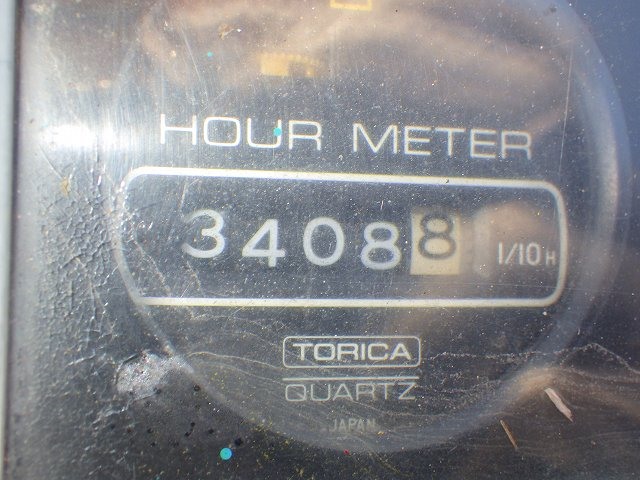 HOUR METER
34088 1/10H
TORICA
QUARTZ
JAPAN